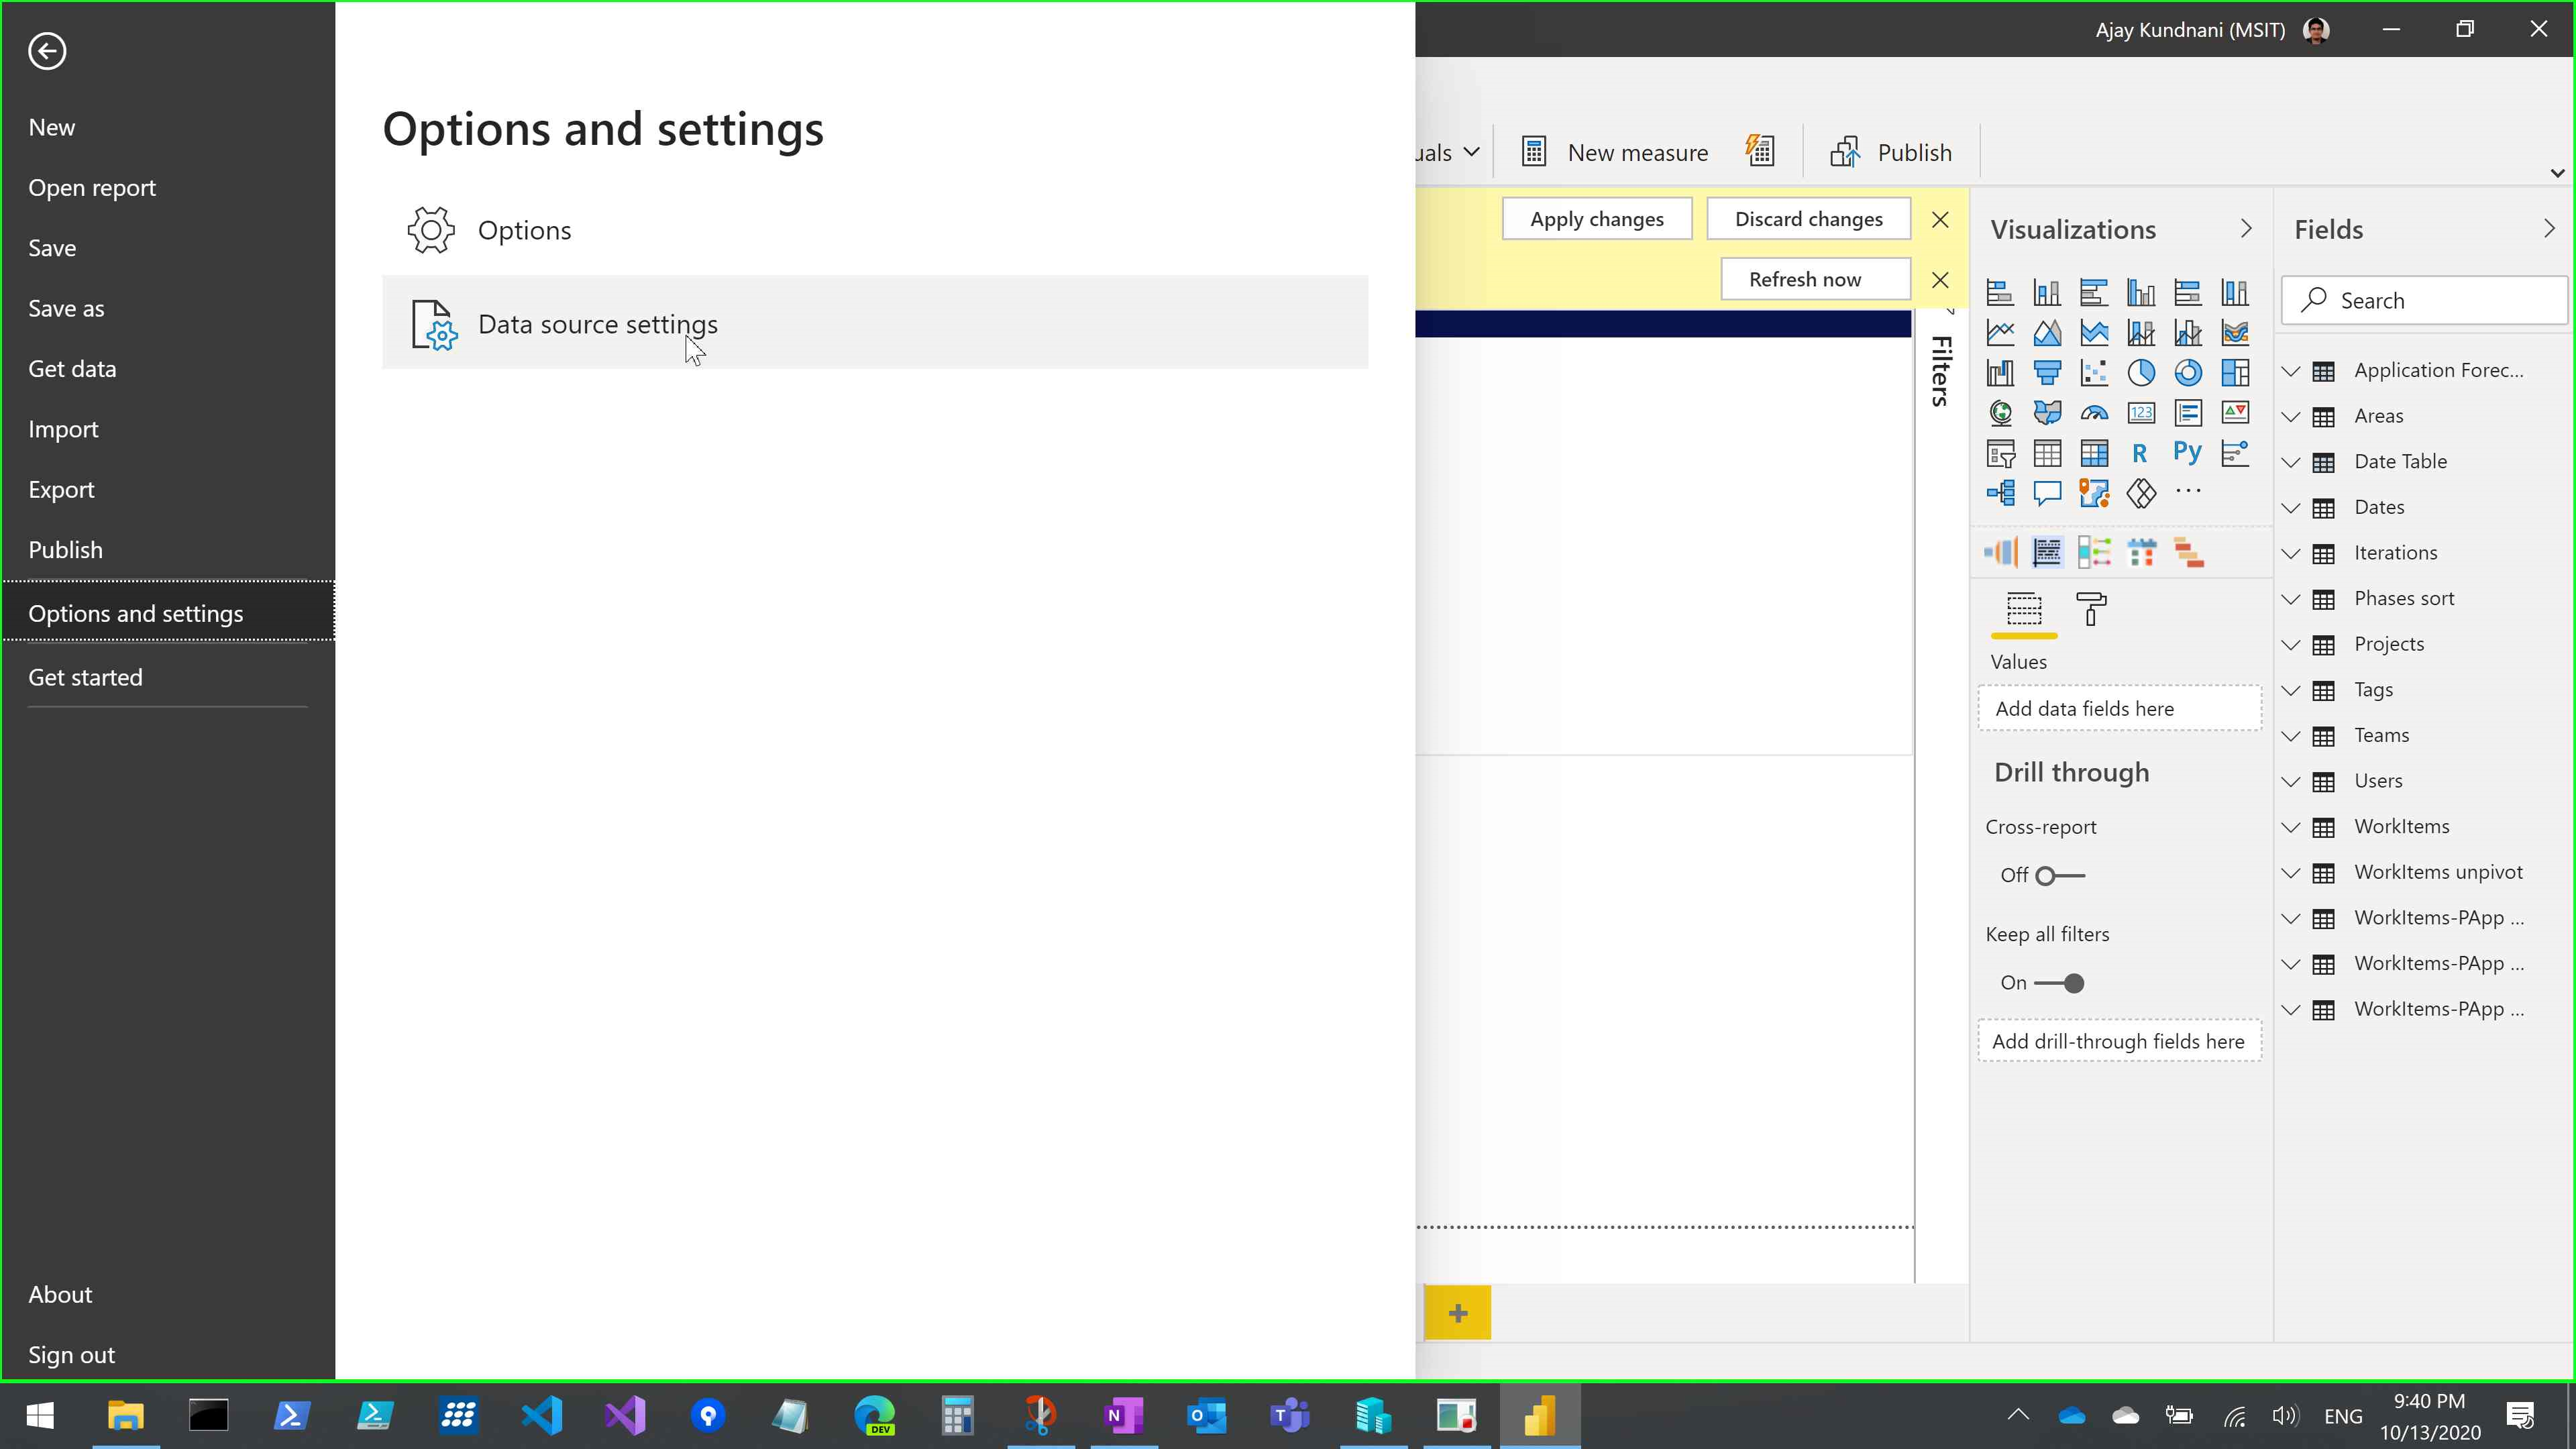 Ajay Kundnani (MSIT)
New
Open report
Save
Save as
Get data
Import
Export
Publish
Options and settings
Get started
About
Sign out
Options and settings
Options
Data source settings
uals
New measure
Publish
Apply changes
Discard changes
Refresh now
Filters
Visualizations
123
R
Py
Values
Add data fields here
Drill through
Cross-report
Off
Keep all filters
On
Add drill-through fields here
Fields
Search
Application Forec...
Areas
Date Table
Dates
Iterations
Phases sort
Projects
Tags
Teams
Users
WorkItems
WorkItems unpivot
WorkItems-PApp ...
WorkItems-PApp ...
WorkItems-PApp ...
DEV
N
O
T
ENG
9:40 PM
10/13/2020